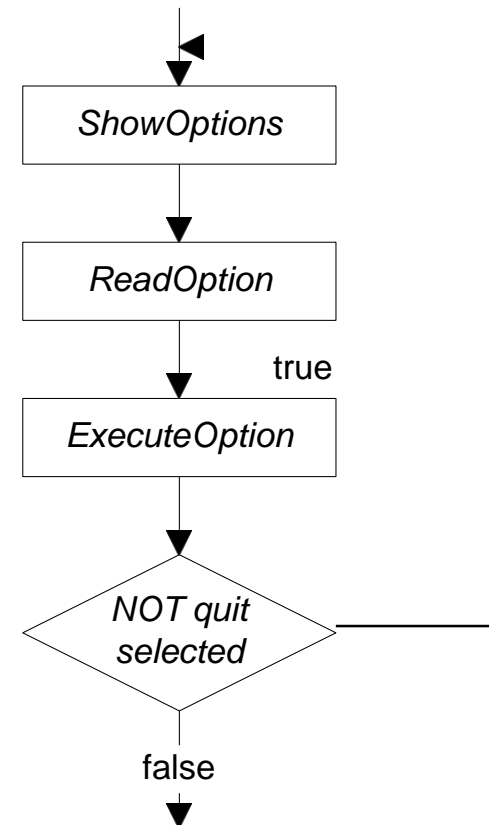 ShowOptions
ReadOption
true
ExecuteOption
NOT quit
selected
false